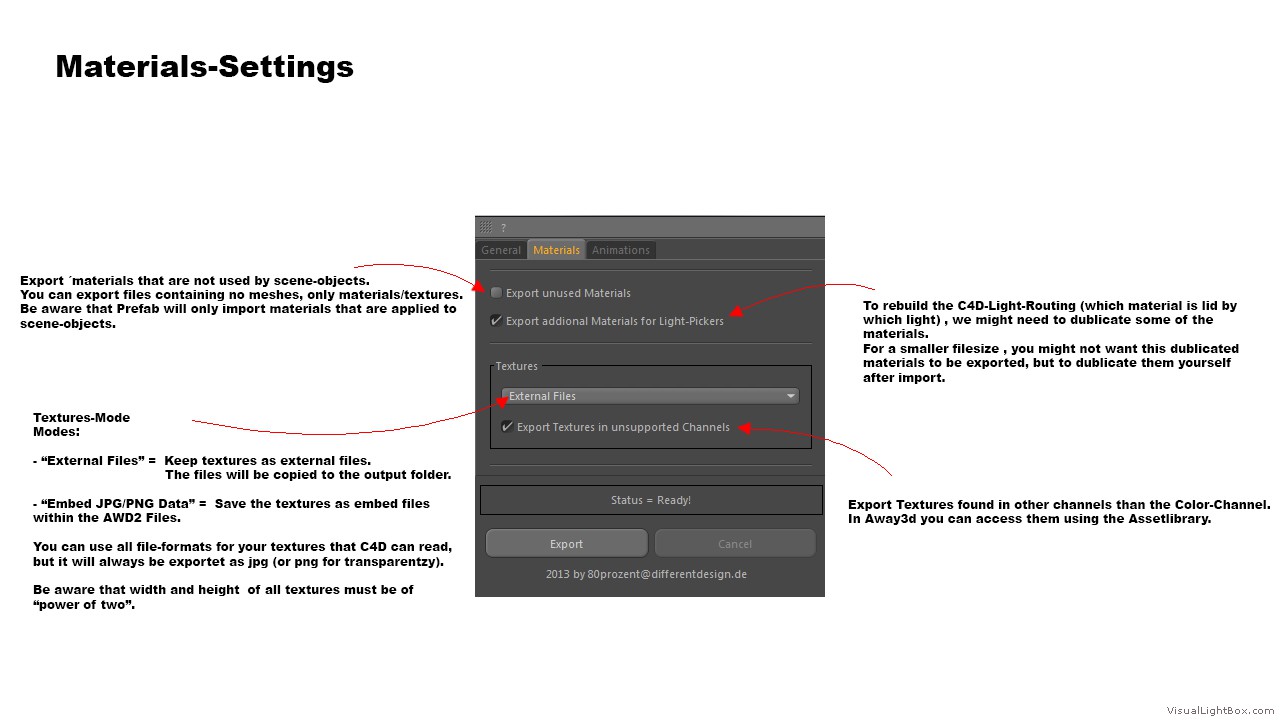 Materials-Settings
?
General Materials Animations
Export ´materials that are not used by scene-objects.
You can export files containing no meshes, only materials/textures.
Be aware that Prefab will only import materials that are applied to
scene-objects.
Export unused Materials
Export addional Materials for Light-Pickers
To rebuild the C4D-Light-Routing (which material is lid by
which light) , we might need to dublicate some of the
materials.
For a smaller filesize , you might not want this dublicated
materials to be exported, but to dublicate them yourself
after import.
Textures
External Files
Export Textures in unsupported Channels
Textures-Mode
Modes:
- “External Files” = Keep textures as external files.
The files will be copied to the output folder.
- “Embed JPG/PNG Data” = Save the textures as embed files
within the AWD2 Files.
You can use all file-formats for your textures that C4D can read,
but it will always be exportet as jpg (or png for transparentzy).
Be aware that width and height of all textures must be of
“power of two”.
Export Textures found in other channels than the Color-Channel.
In Away3d you can access them using the Assetlibrary.
Status = Ready!
Export Cancel
2013 by 80prozent@differentdesign.de
VisualLightBox.com